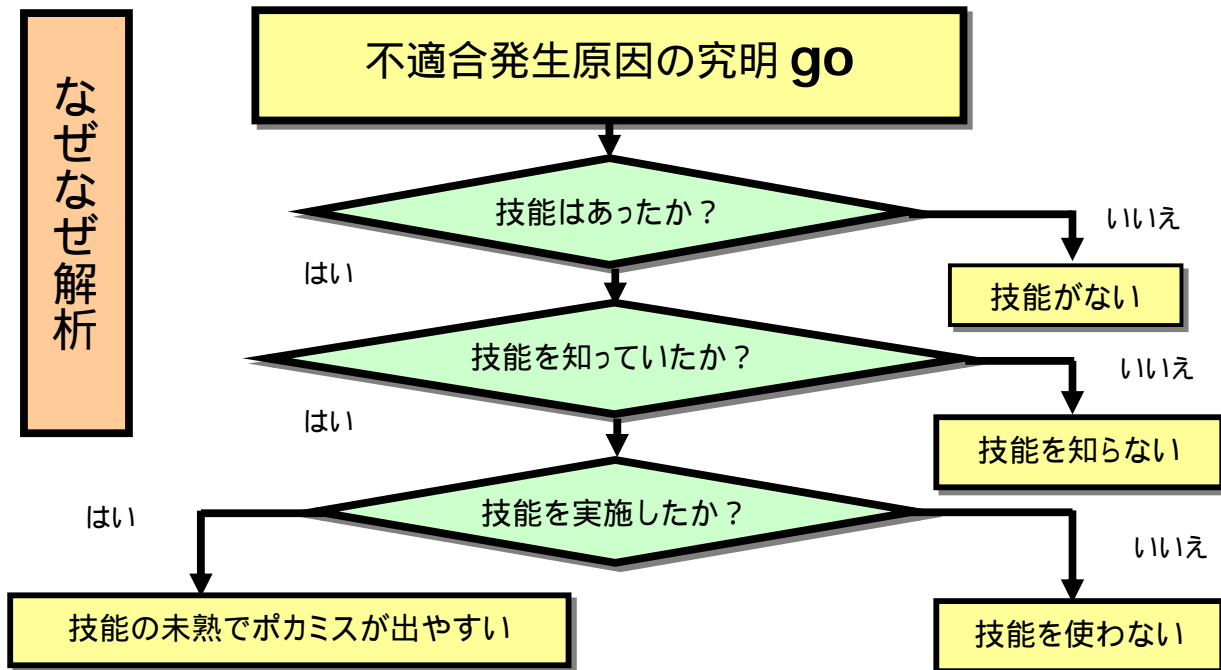 なぜなぜ解析
不適合発生原因の究明 go
技能はあったか？
いいえ
はい
技能がない
技能を知っていたか？
いいえ
はい
技能を知らない
技能を実施したか？
はい
いいえ
技能の未熟でポカミスが出やすい
技能を使わない